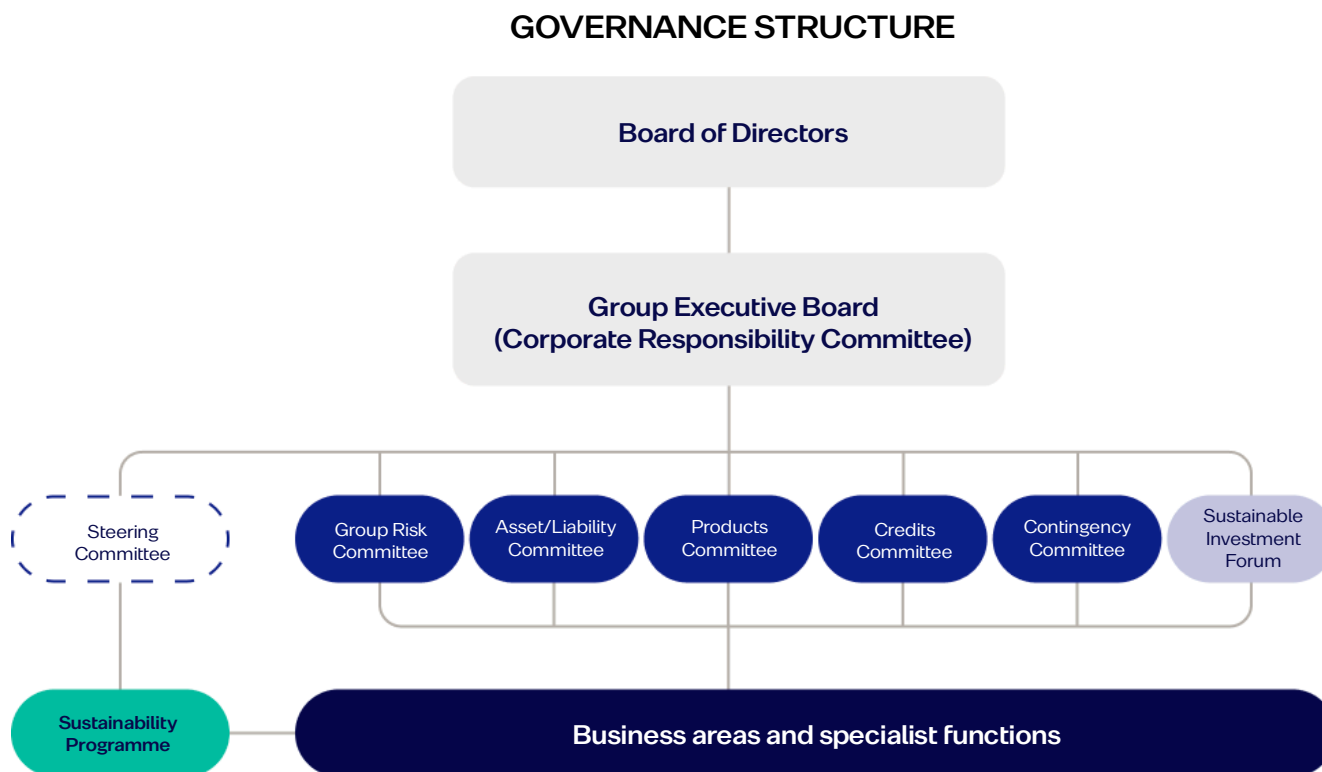 GOVERNANCE STRUCTURE
Board of Directors
Group Executive Board
(Corporate Responsibility Committee)
Steering
Committee
Group Risk
Committee
Asset/Liability
Committee
Products
Committee
Credits
Committee
Contingency
Committee
Sustainable
Investment
Forum
Sustainability
Programme
Business areas and specialist functions